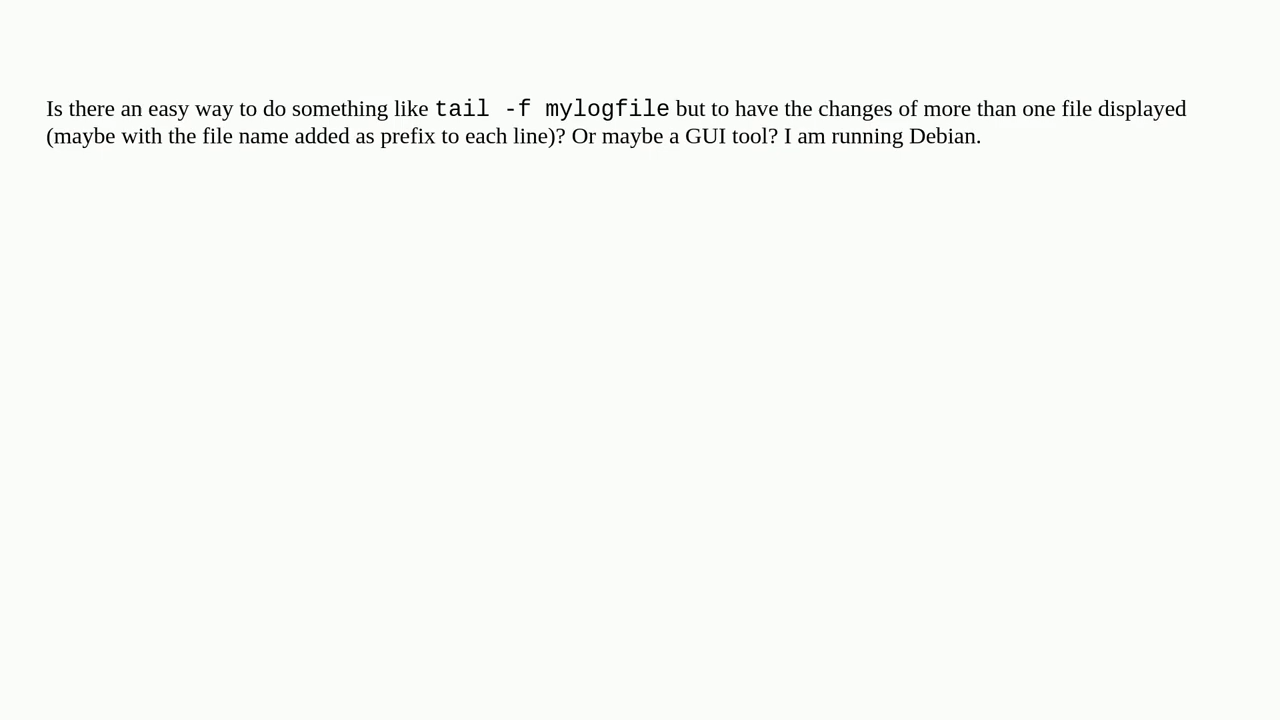 Is there an easy way to do something like tail -f mylogfile but to have the changes of more than one file displayed
(maybe with the file name added as prefix to each line)? Or maybe a GUI tool? I am running Debian.